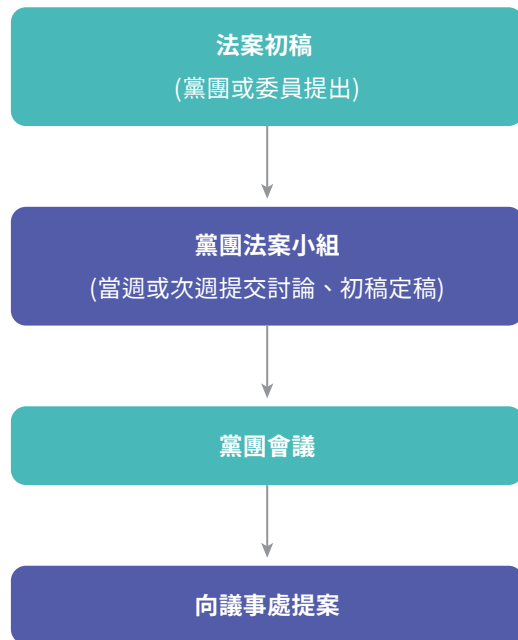 法案初稿
(黨團或委員提出)
黨團法案小組
(當週或次週提交討論、初稿定稿)
黨團會議
向議事處提案